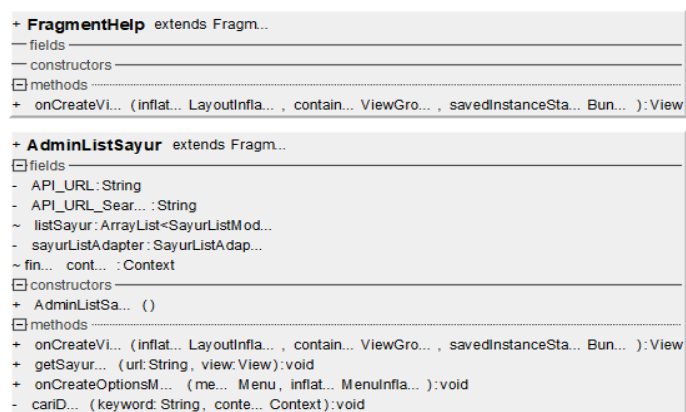 + FragmentHelp extends Fragm...
fields
constructors
methods
+ onCreateVi... (inflat... LayoutInfla... , contain... ViewGro... , savedInstanceSta... Bun... ):View
+ AdminListSayur extends Fragm...
fields
- API_URL:String
- API_URL_Sear... :String
~ listSayur:ArrayList<SayurListMod...
- sayurListAdapter:SayurListAdap...
~ fin... cont... :Context
constructors
+ AdminListSa... ()
methods
+ onCreateVi... (inflat... LayoutInfla... , contain... ViewGro... , savedInstanceSta... Bun... ):View
+ getSayur... (url:String, view:View):void
+ onCreateOptionsM... (me... Menu, inflat... MenuInfla... ):void
- cariD... (keyword:String, conte... Context):void